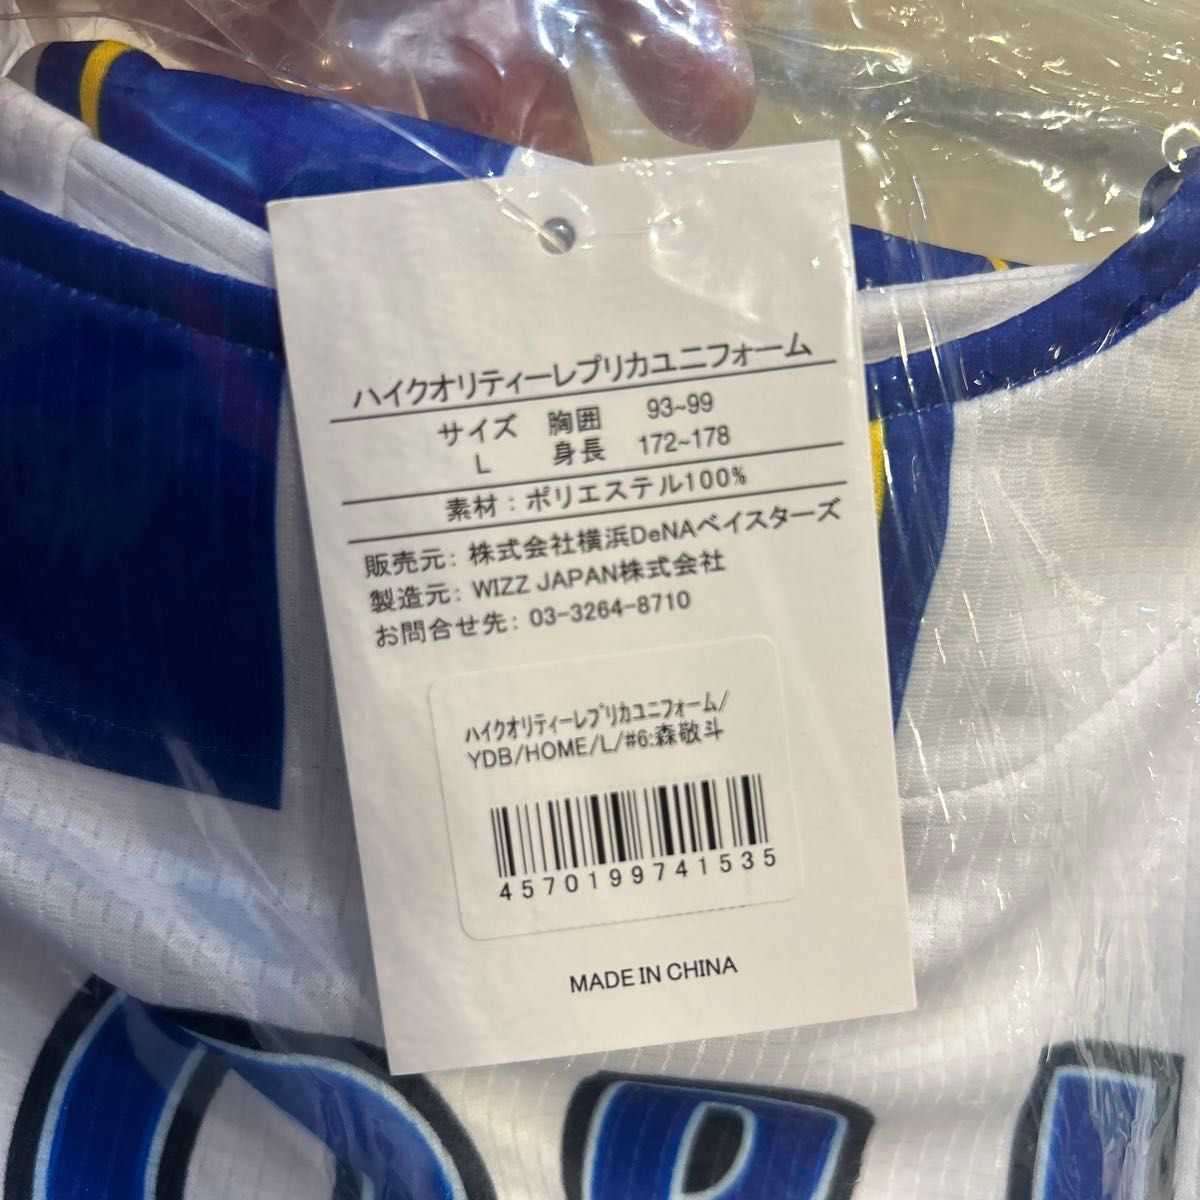 ハイクオリティーレプリカユニフォーム
サイズ 胸囲 93~99
L 身長 172~178
素材：ポリエステル100%
販売元：株式会社横浜DeNAベイスターズ
製造元：WIZZ JAPAN株式会社
お問合せ先：03-3264-8710
ハイクオリティーレプリカユニフォーム/
YDB/HOME/L/#6:森敬斗
4570199741535
MADE IN CHINA